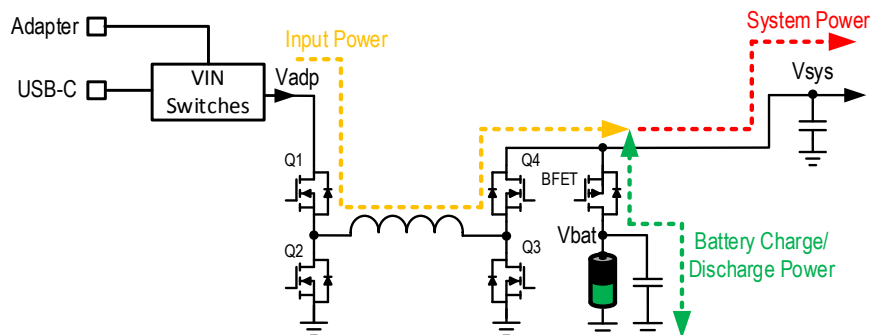 Adapter
USB-C
VIN
Switches
Vadp
Input Power
System Power
Vsys
Q1
Q4
BFET
Q2
Q3
Vbat
Battery Charge/
Discharge Power